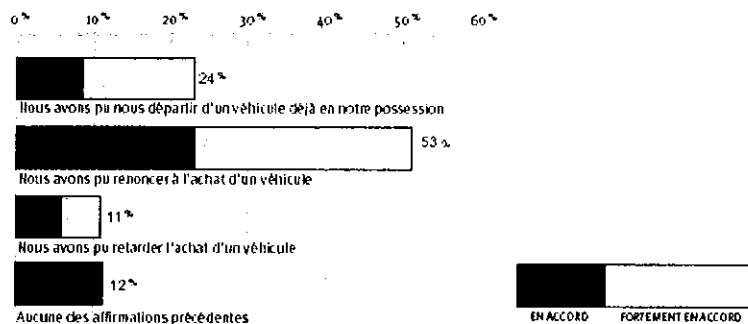 0 % 10 % 20 % 30 % 40 % 50 % 60 %
24 %
Nous avons pu nous départir d'un véhicule déjà en notre possession
53 %
Nous avons pu renoncer à l'achat d'un véhicule
11 %
Nous avons pu retarder l'achat d'un véhicule
12 %
Aucune des affirmations précédentes
EN ACCORD FORTEMENT EN ACCORD